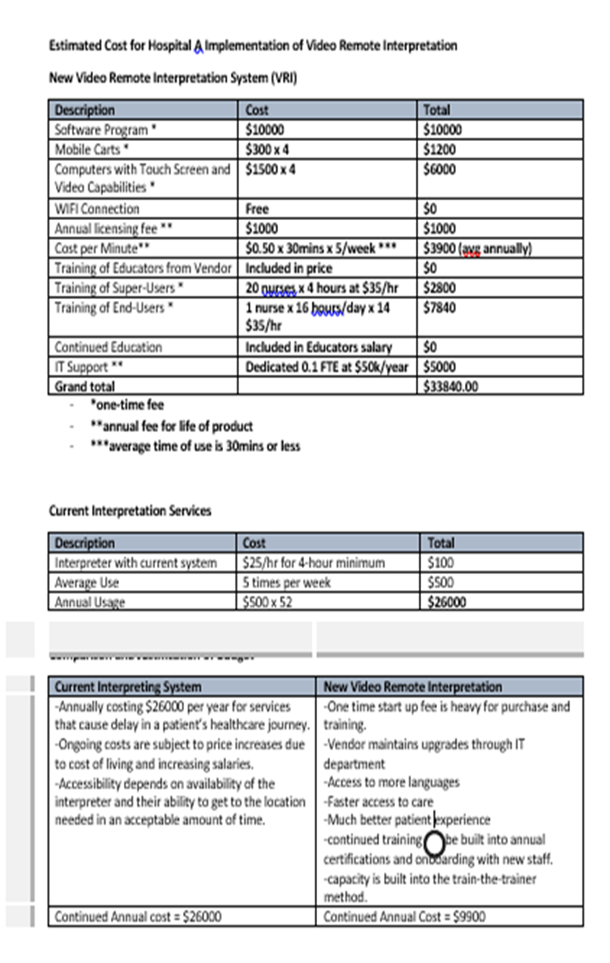 Estimated Cost for Hospital A Implementation of Video Remote Interpretation
New Video Remote Interpretation System (VRI)
Description Cost Total
Software Program * $10000 $10000
Mobile Carts * $300 x 4 $1200
Computers with Touch Screen and $1500 x 4 $6000
Video Capabilities *
WIFI Connection Free $0
Annual licensing fee ** $1000 $1000
Cost per Minute** $0.50 x 30mins x 5/week *** $3900 (avg annually)
Training of Educators from Vendor Included in price $0
Training of Super-Users * 20 nurses x 4 hours at $35/hr $2800
Training of End-Users * 1 nurse x 16 hours/day x 14 $7840
$35/hr
Continued Education Included in Educators salary $0
IT Support ** Dedicated 0.1 FTE at $50k/year $5000
Grand total $33840.00
- *one-time fee
- **annual fee for life of product
- ***average time of use is 30mins or less
Current Interpretation Services
Description Cost Total
Interpreter with current system $25/hr for 4-hour minimum $100
Average Use 5 times per week $500
Annual Usage $500 x 52 $26000
Current Interpreting System New Video Remote Interpretation
-Annually costing $26000 per year for services -One time start up fee is heavy for purchase and
that cause delay in a patient's healthcare journey. training.
-Ongoing costs are subject to price increases due -Vendor maintains upgrades through IT
to cost of living and increasing salaries. department
-Accessibility depends on availability of the -Access to more languages
interpreter and their ability to get to the location -Faster access to care
needed in an acceptable amount of time. -Much better patient experience
-continued training be built into annual
certifications and onboarding with new staff.
-capacity is built into the train-the-trainer
method.
Continued Annual cost = $26000 Continued Annual Cost = $9900